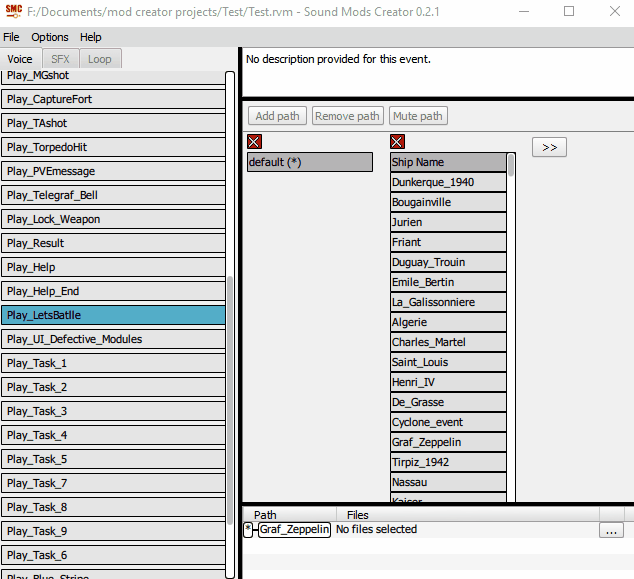 SMC F:/Documents/mod creator projects/Test/Test.rvm - Sound Mods Creator 0.2.1
File Options Help
Voice SFX Loop
Play_MGshot
Play_CaptureFort
Play_TAshot
Play_TorpedoHit
Play_PVEmessage
Play_Telegraf_Bell
Play_Lock_Weapon
Play_Result
Play_Help
Play_Help_End
Play_LetsBatlle
Play_UI_Defective_Modules
Play_Task_1
Play_Task_2
Play_Task_3
Play_Task_4
Play_Task_5
Play_Task_7
Play_Task_8
Play_Task_9
Play_Task_6
Play_Blue_Stripe
No description provided for this event.
Add path Remove path Mute path
default (*)
Ship Name
Dunkerque_1940
Bougainville
Jurien
Friant
Duguay_Trouin
Emile_Bertin
La_Galissonniere
Algerie
Charles_Martel
Saint_Louis
Henri_IV
De_Grasse
Cyclone_event
Graf_Zeppelin
Tirpiz_1942
Nassau
Kaiser
>>
Path Files
* Graf_Zeppelin No files selected ...